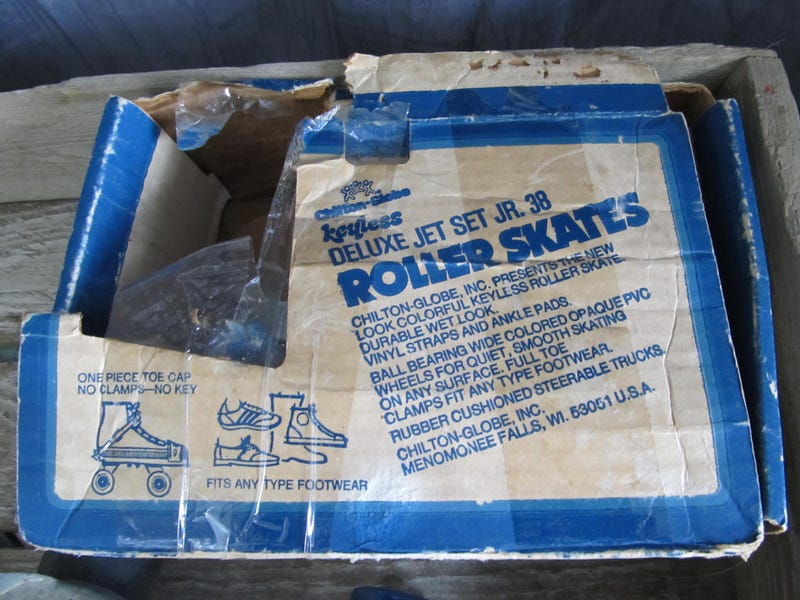 Chilton-Globe
keyless
DELUXE JET SET JR. 38
ROLLER SKATES
CHILTON-GLOBE, INC. PRESENTS THE NEW
LOOK COLORFUL KEYLESS ROLLER SKATE.
DURABLE WET LOOK.
VINYL STRAPS AND ANKLE PADS.
BALL BEARING WIDE COLORED OPAQUE PVC
WHEELS FOR QUIET, SMOOTH SKATING
ON ANY SURFACE. FULL TOE
CLAMPS FIT ANY TYPE FOOTWEAR.
RUBBER CUSHIONED STEERABLE TRUCKS
CHILTON-GLOBE, INC.
MENOMONEE FALLS, WI. 53051 U.S.A.
ONE PIECE TOE CAP
NO CLAMPS—NO KEY
FITS ANY TYPE FOOTWEAR